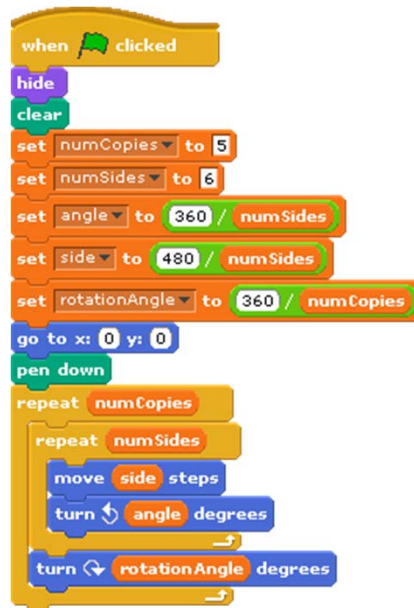 when clicked
hide
clear
set numCopies to 5
set numSides to 6
set angle to 360 / numSides
set side to 480 / numSides
set rotationAngle to 360 / numCopies
go to x: 0 y: 0
pen down
repeat numCopies
repeat numSides
move side steps
turn angle degrees
turn rotationAngle degrees